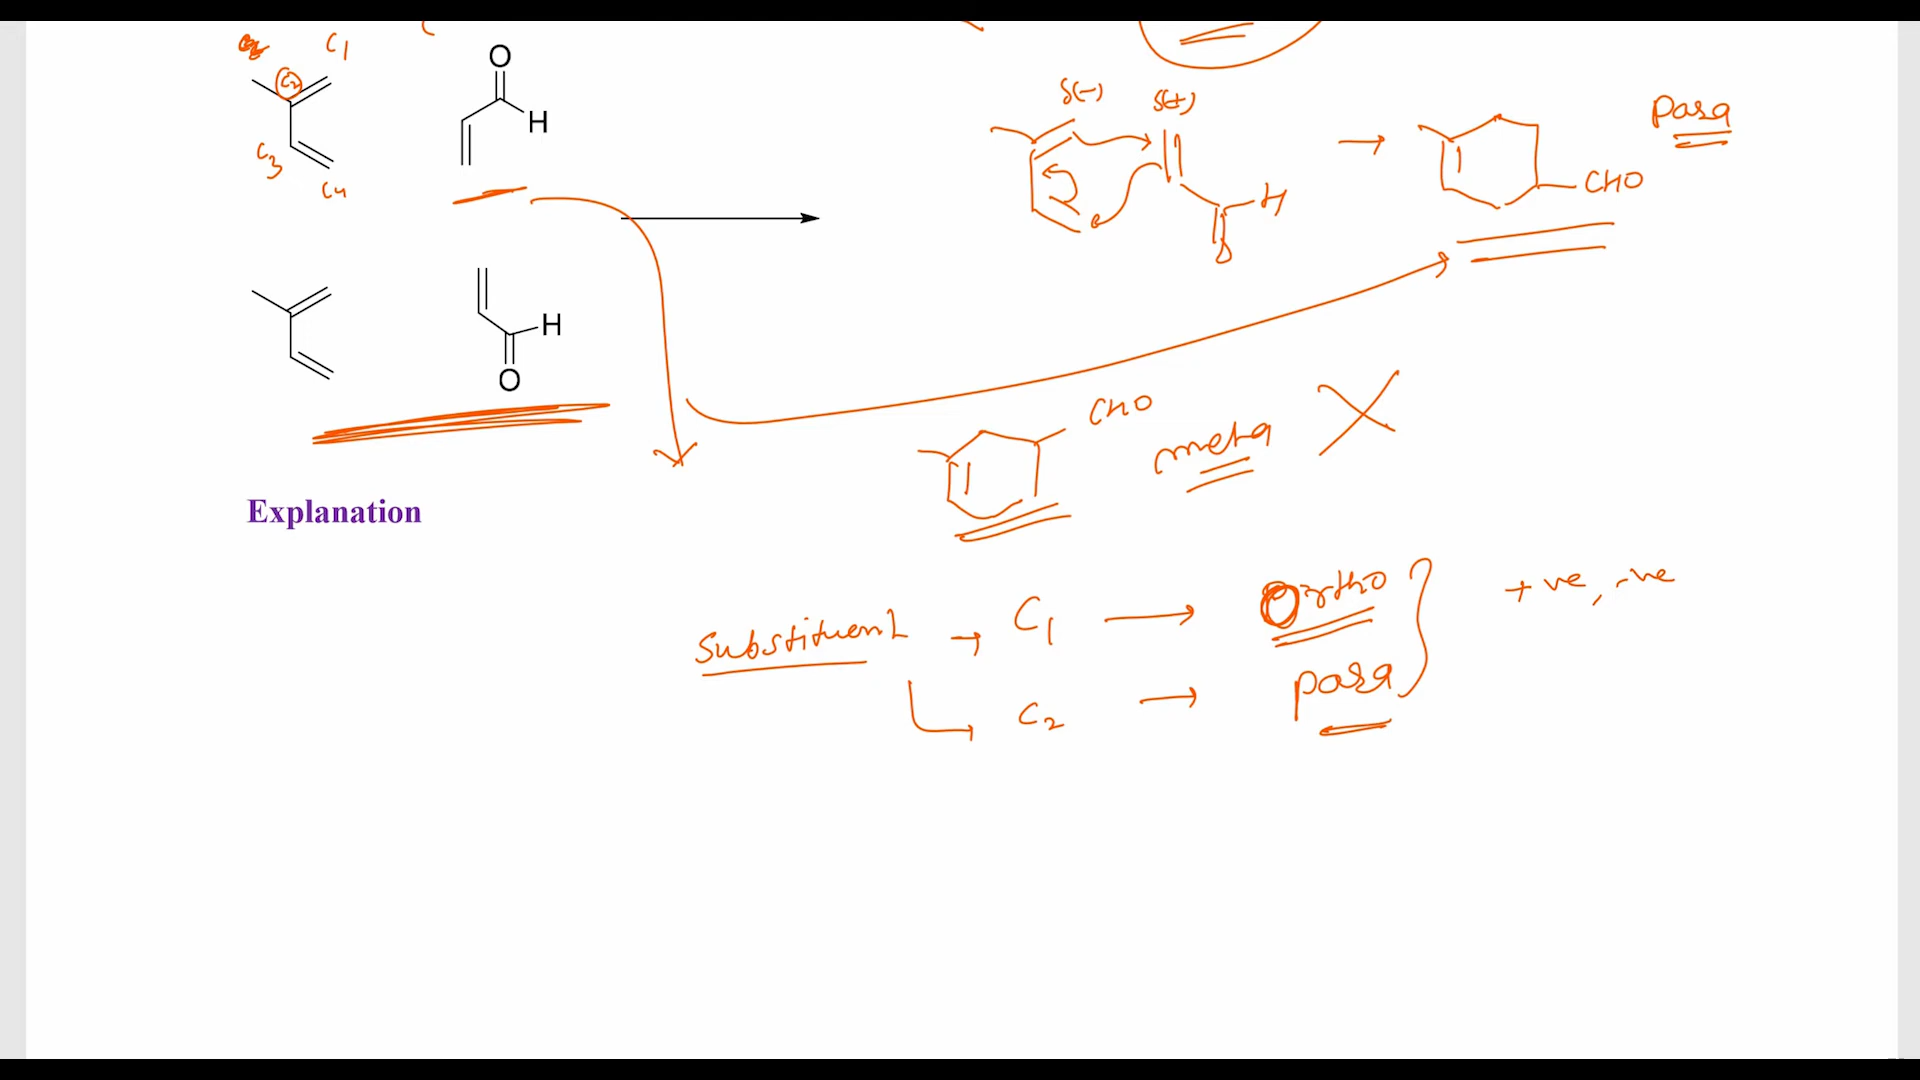 C1
C2
C3
C4
O
H
δ(-) δ(+)
H
O
CHO
Para
H
O
CHO
meta
Explanation
Substituent → C1 → Ortho
C2 → para
+ve, -ve